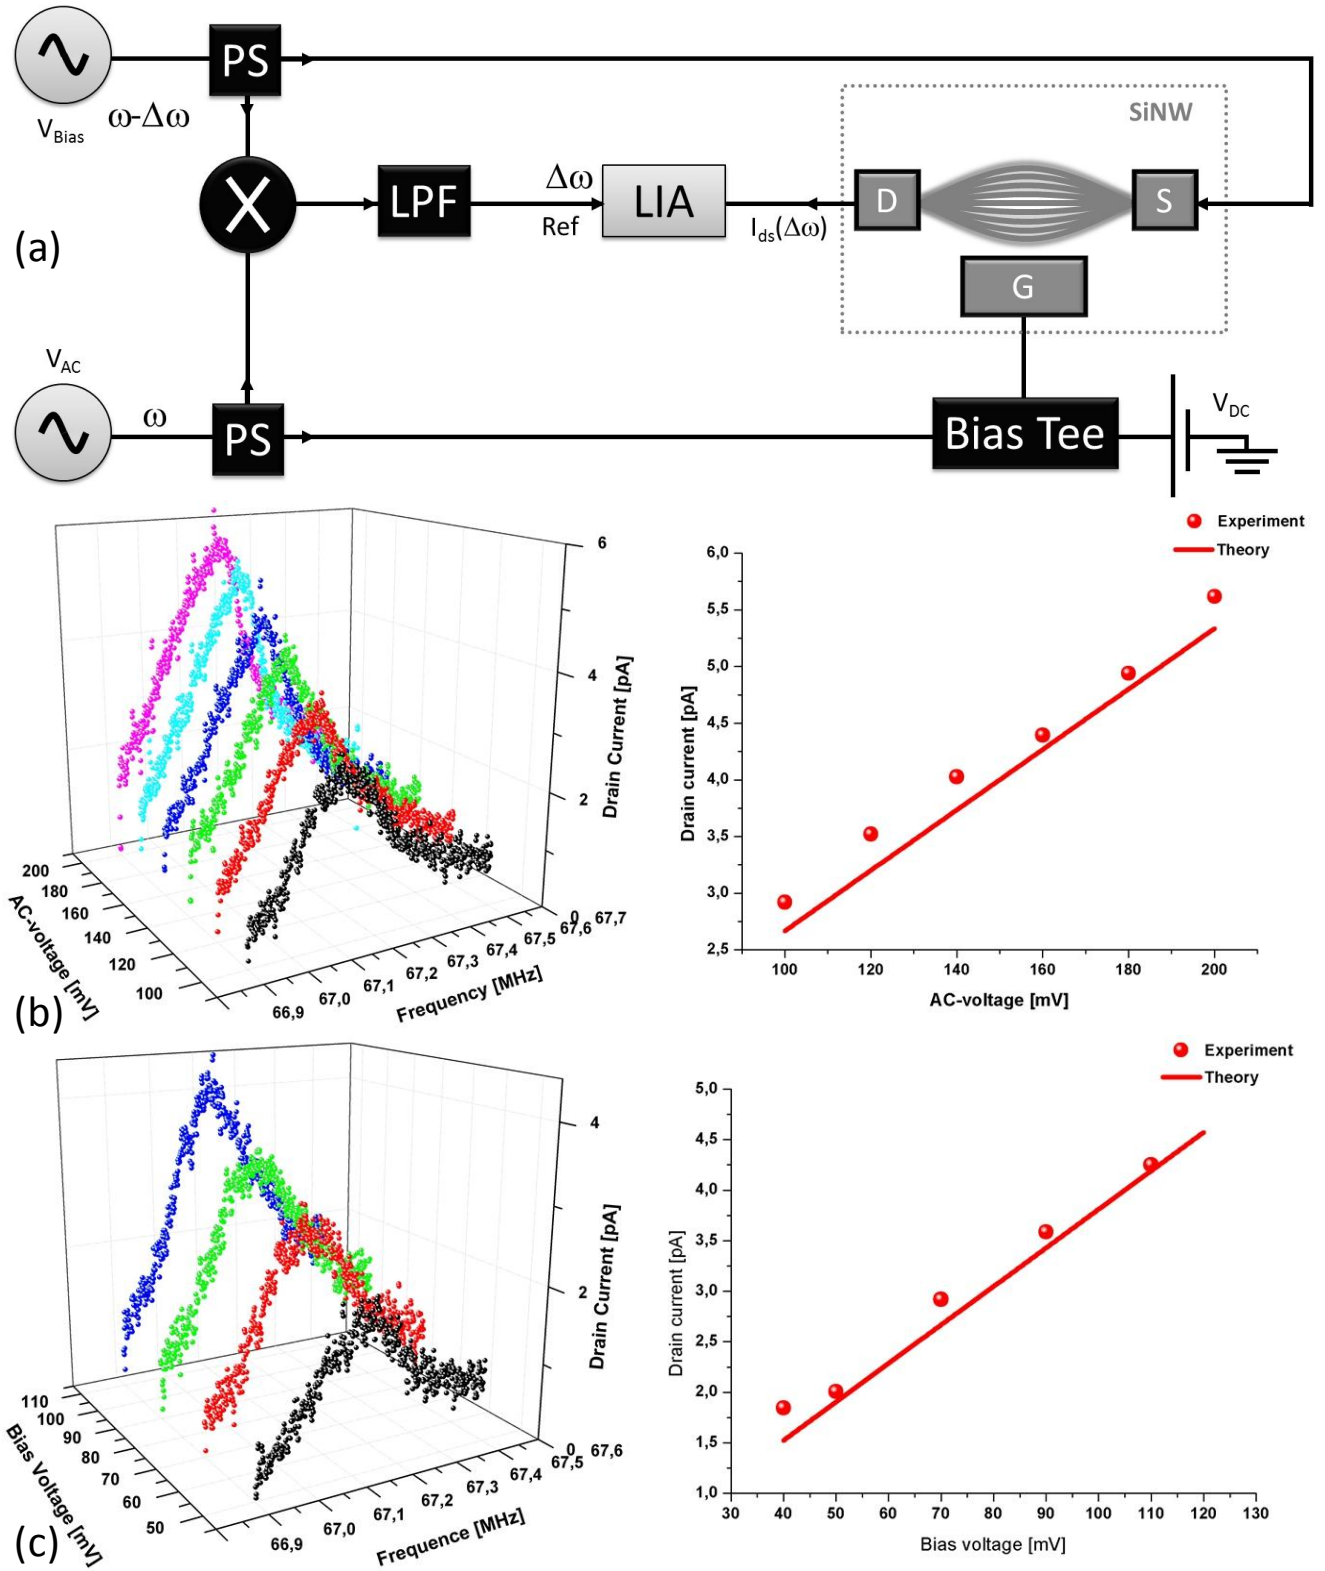 PS
V_Bias
ω-Δω
SiNW
X
LPF
Δω
Ref
LIA
I_ds(Δω)
D
S
G
(a)
V_AC
ω
PS
Bias Tee
V_DC
6
4
2
0
Drain Current [pA]
200
180
160
140
120
100
AC-voltage [mV]
66,9
67,0
67,1
67,2
67,3
67,4
67,5
67,6
67,7
Frequency [MHz]
(b)
Experiment
Theory
6,0
5,5
5,0
4,5
4,0
3,5
3,0
2,5
Drain current [pA]
100 120 140 160 180 200
AC-voltage [mV]
4
2
0
Drain Current [pA]
110
100
90
80
70
60
50
Bias Voltage [mV]
66,9
67,0
67,1
67,2
67,3
67,4
67,5
67,6
Frequence [MHz]
(c)
Experiment
Theory
5,0
4,5
4,0
3,5
3,0
2,5
2,0
1,5
1,0
Drain current [pA]
30 40 50 60 70 80 90 100 110 120 130
Bias voltage [mV]